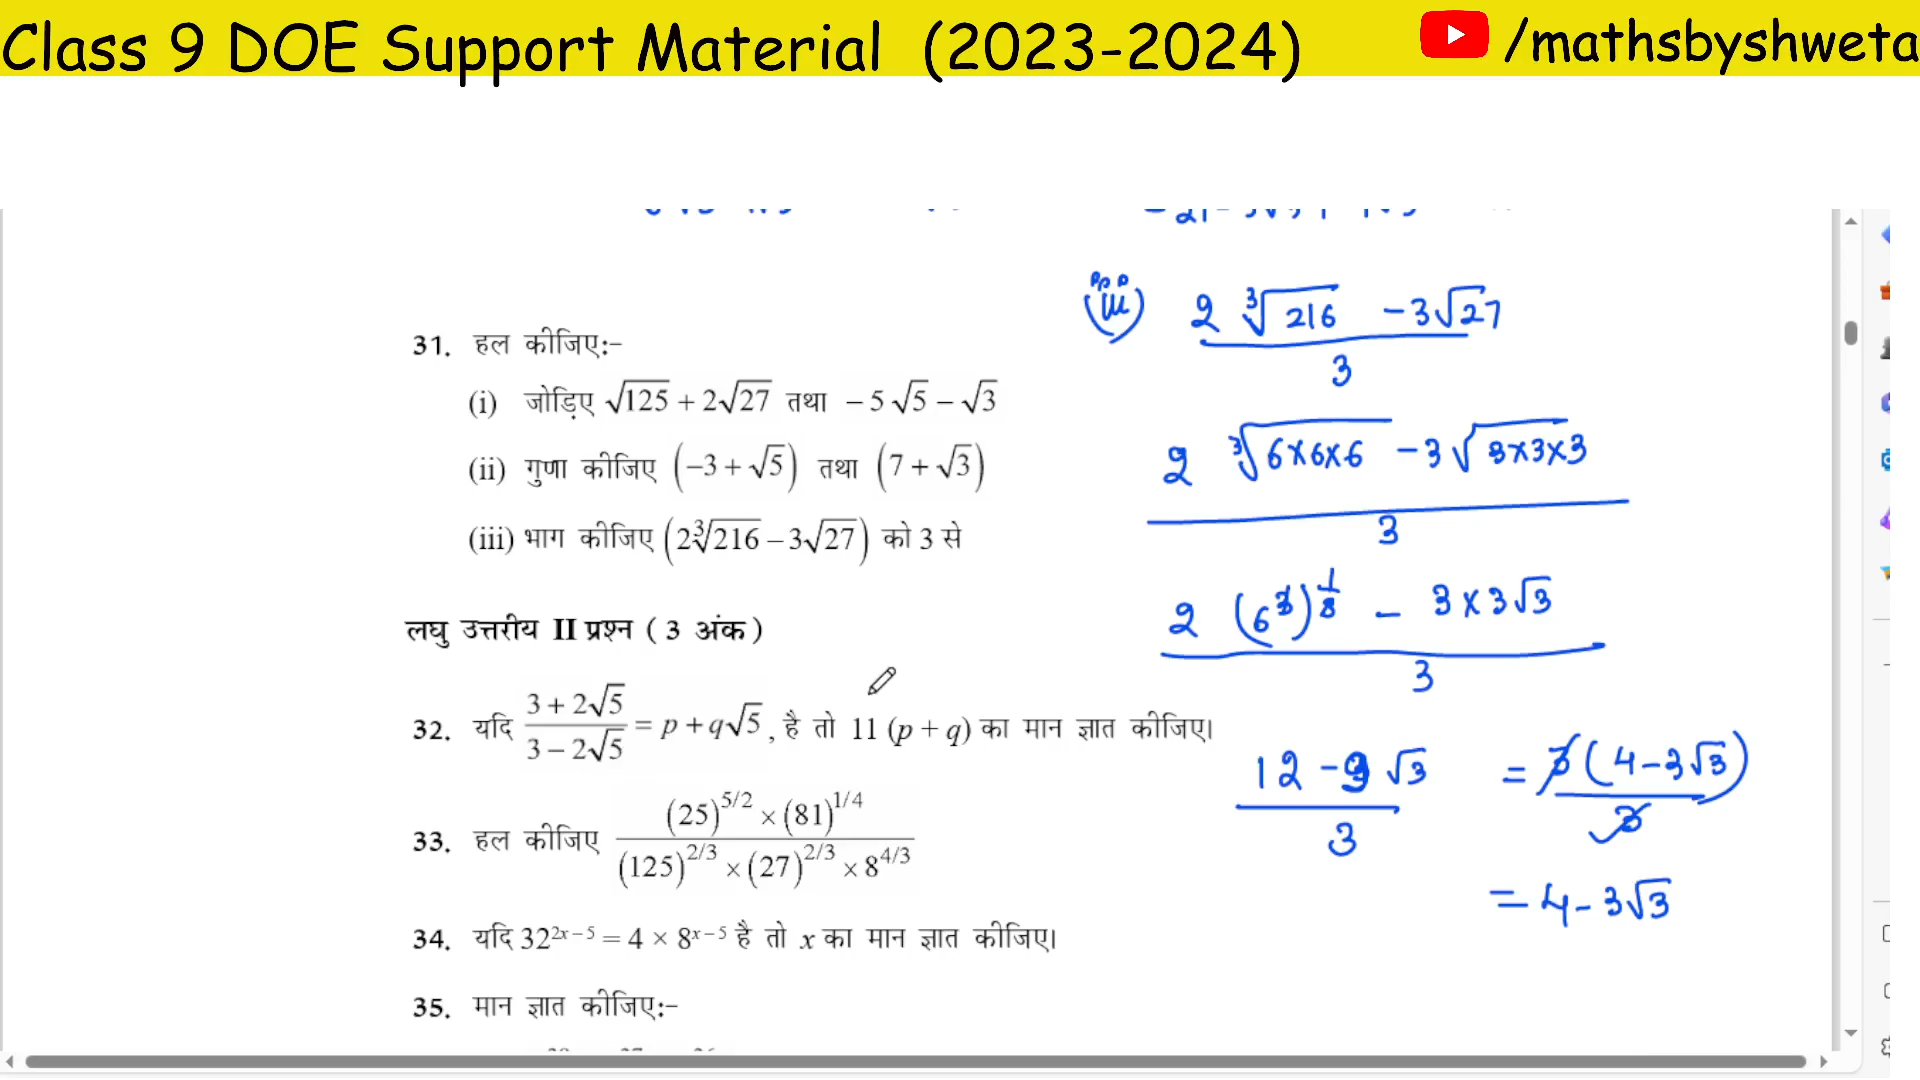 Class 9 DOE Support Material (2023-2024)
/mathsbyshweta
31. हल कीजिए:-
(i) जोड़िए √125 + 2√27 तथा – 5√5 – √3
(ii) गुणा कीजिए (–3 + √5) तथा (7 + √3)
(iii) भाग कीजिए (2∛216 – 3√27) को 3 से
लघु उत्तरीय II प्रश्न ( 3 अंक )
32. यदि (3 + 2√5)/(3 – 2√5) = p + q√5, है तो 11 (p + q) का मान ज्ञात कीजिए।
33. हल कीजिए ((25)^5/2 × (81)^1/4)/((125)^2/3 × (27)^2/3 × 8^4/3)
34. यदि 32^2x – 5 = 4 × 8^x – 5 है तो x का मान ज्ञात कीजिए।
35. मान ज्ञात कीजिए:-
(iii) (2 ∛216 - 3√27)/3
(2 ∛6×6×6 - 3√3×3×3)/3
(2 (6^3)^1/3 - 3×3√3)/3
(12 - 9√3)/3 = 3(4-3√3)/3
= 4-3√3